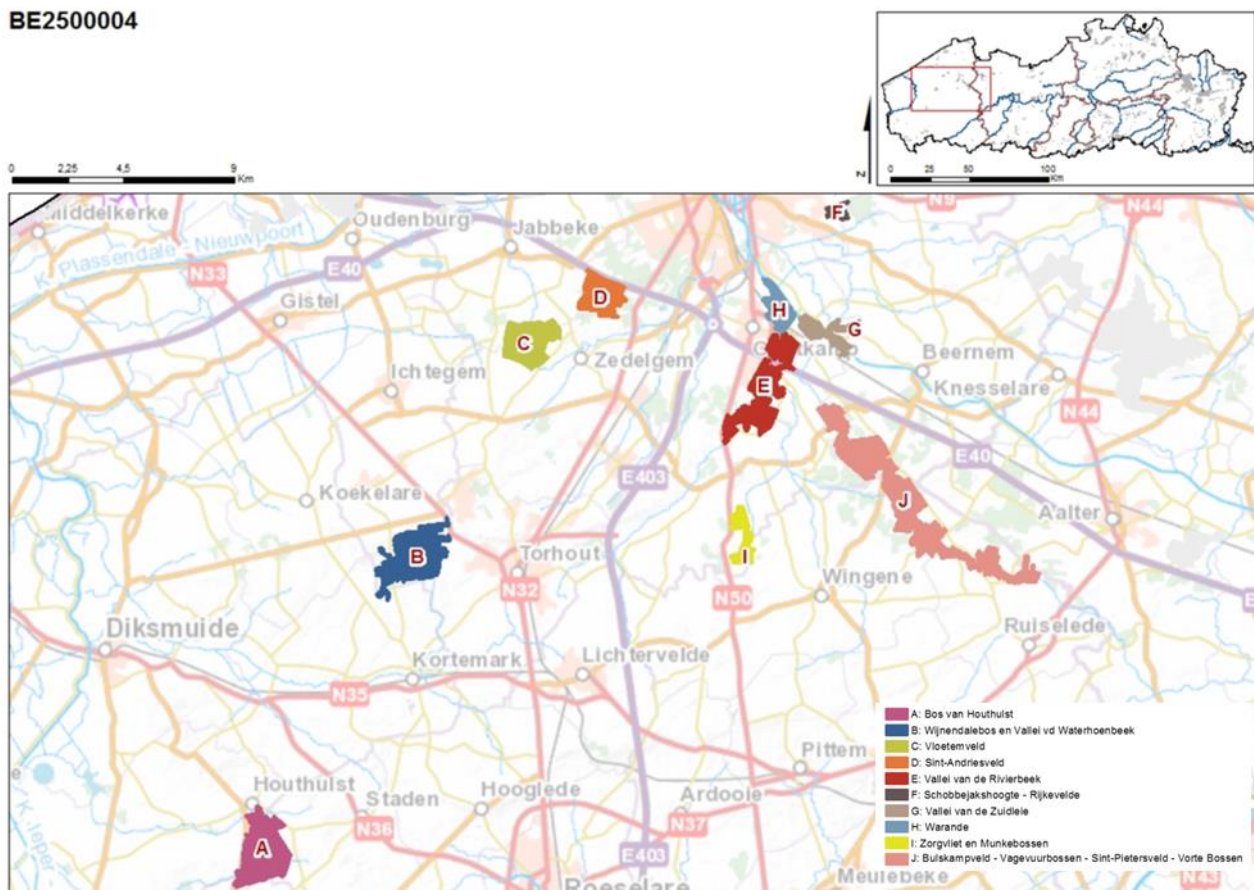 BE2500004
0 2,25 4,5 9
Km
N
0 25 50 100
Km
Middelkerke
Oudenburg
Jabbeke
F
N9
N44
K. Plassendale - Nieuwpoort
N33
E40
Gistel
D
H
G
C
Zedelgem
Beernem
Ichtegem
E
Knesselare
N44
E403
E40
Koekelare
J
Aalter
B
Torhout
I
Wingene
N32
N50
Diksmuide
Ruiselede
Lichtervelde
Kortemark
N35
Pittem
Houthulst
Hooglede
Ardooie
Staden
N36
N37
K. Ieper
A
E403
Roeselare
Meulebeke
N43
A: Bos van Houthulst
B: Wijnendalebos en Vallei vd Waterhoenbeek
C: Vloetemveld
D: Sint-Andriesveld
E: Vallei van de Rivierbeek
F: Schobbejakshoogte - Rijkevelde
G: Vallei van de Zuidleie
H: Warande
I: Zorgvliet en Munkebossen
J: Bulskampveld - Vagevuurbossen - Sint-Pietersveld - Vorte Bossen